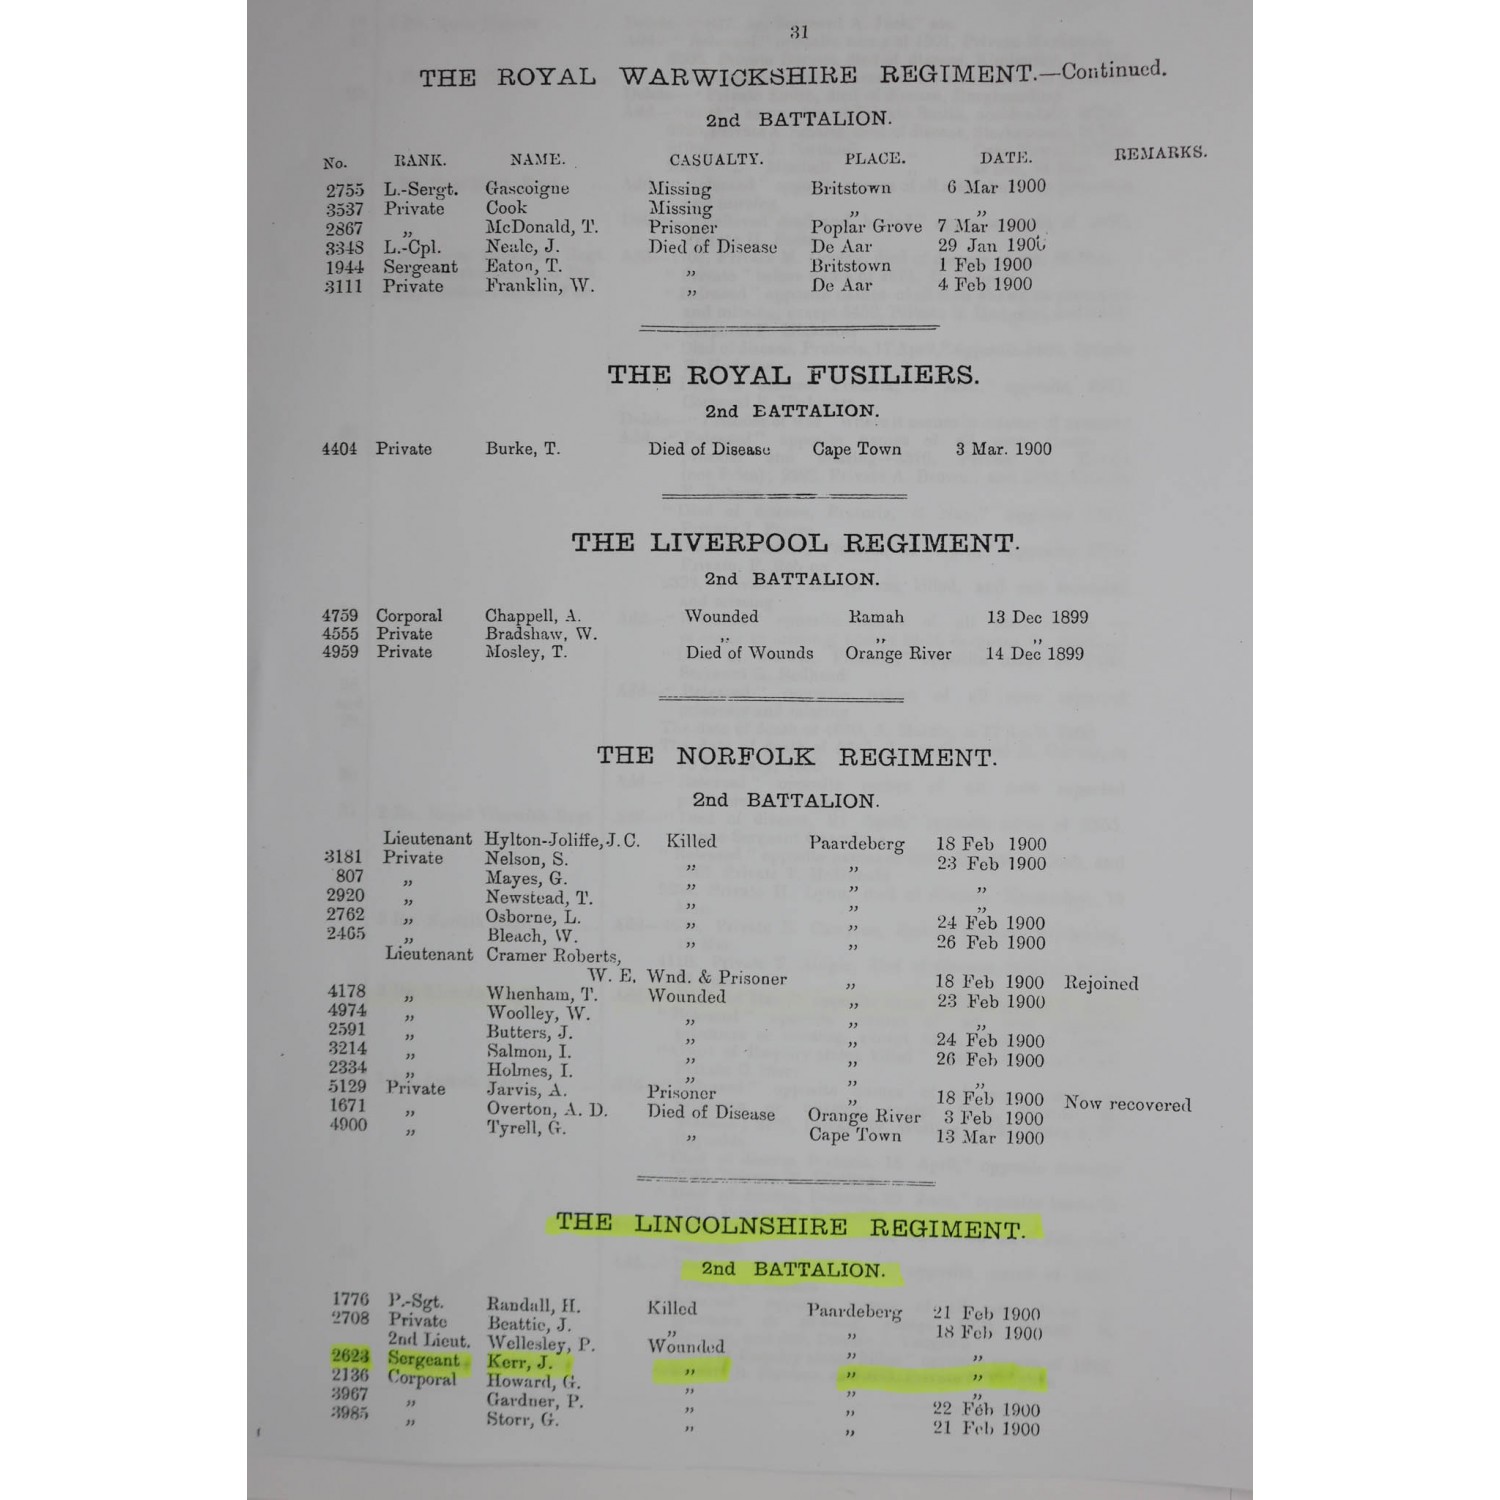 31
THE ROYAL WARWICKSHIRE REGIMENT.—Continued.
2nd BATTALION.
No. RANK. NAME. CASUALTY. PLACE. DATE. REMARKS.
2755 L.-Sergt. Gascoigne Missing Britstown 6 Mar 1900
3537 Private Cook Missing „ „
2867 „ McDonald, T. Prisoner Poplar Grove 7 Mar 1900
3348 L.-Cpl. Neale, J. Died of Disease De Aar 29 Jan 1900
1944 Sergeant Eaton, T. „ Britstown 1 Feb 1900
3111 Private Franklin, W. „ De Aar 4 Feb 1900
THE ROYAL FUSILIERS.
2nd BATTALION.
4404 Private Burke, T. Died of Disease Cape Town 3 Mar. 1900
THE LIVERPOOL REGIMENT.
2nd BATTALION.
4759 Corporal Chappell, A. Wounded Ramah 13 Dec 1899
4555 Private Bradshaw, W. „ „ „
4959 Private Mosley, T. Died of Wounds Orange River 14 Dec 1899
THE NORFOLK REGIMENT.
2nd BATTALION.
Lieutenant Hylton-Joliffe, J. C. Killed Paardeberg 18 Feb 1900
3181 Private Nelson, S. „ „ 23 Feb 1900
807 „ Mayes, G. „ „ „
2920 „ Newstead, T. „ „ „
2762 „ Osborne, L. „ „ 24 Feb 1900
2465 „ Bleach, W. „ „ 26 Feb 1900
Lieutenant Cramer Roberts,
W. E. Wnd. & Prisoner „ 18 Feb 1900 Rejoined
4178 „ Whenham, T. Wounded „ 23 Feb 1900
4974 „ Woolley, W. „ „ „
2591 „ Butters, J. „ „ 24 Feb 1900
3214 „ Salmon, I. „ „ 26 Feb 1900
2334 „ Holmes, I. „ „ „
5129 Private Jarvis, A. Prisoner „ 18 Feb 1900 Now recovered
1671 „ Overton, A. D. Died of Disease Orange River 3 Feb 1900
4900 „ Tyrell, G. „ Cape Town 13 Mar 1900
THE LINCOLNSHIRE REGIMENT.
2nd BATTALION.
1776 P.-Sgt. Randall, H. Killed Paardeberg 21 Feb 1900
2708 Private Beattie, J. „ „ 18 Feb 1900
2nd Lieut. Wellesley, P. Wounded „ „
2623 Sergeant Kerr, J. „ „ „
2136 Corporal Howard, G. „ „ „
3967 „ Gardner, P. „ „ 22 Feb 1900
3985 „ Storr, G. „ „ 21 Feb 1900